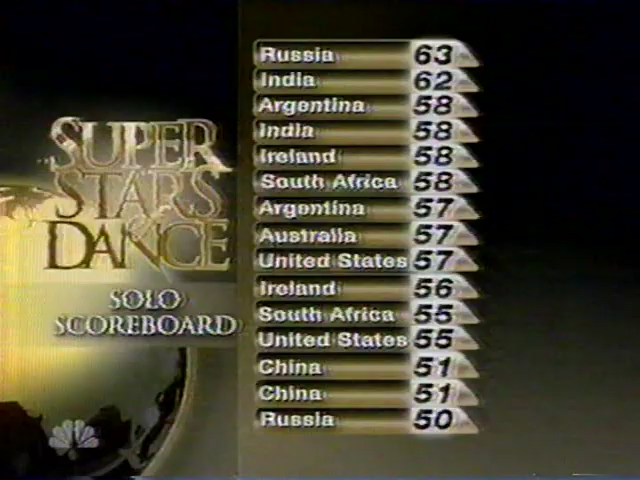 SUPER
STARS
DANCE
SOLO
SCOREBOARD
Russia 63
India 62
Argentina 58
India 58
Ireland 58
South Africa 58
Argentina 57
Australia 57
United States 57
Ireland 56
South Africa 55
United States 55
China 51
China 51
Russia 50